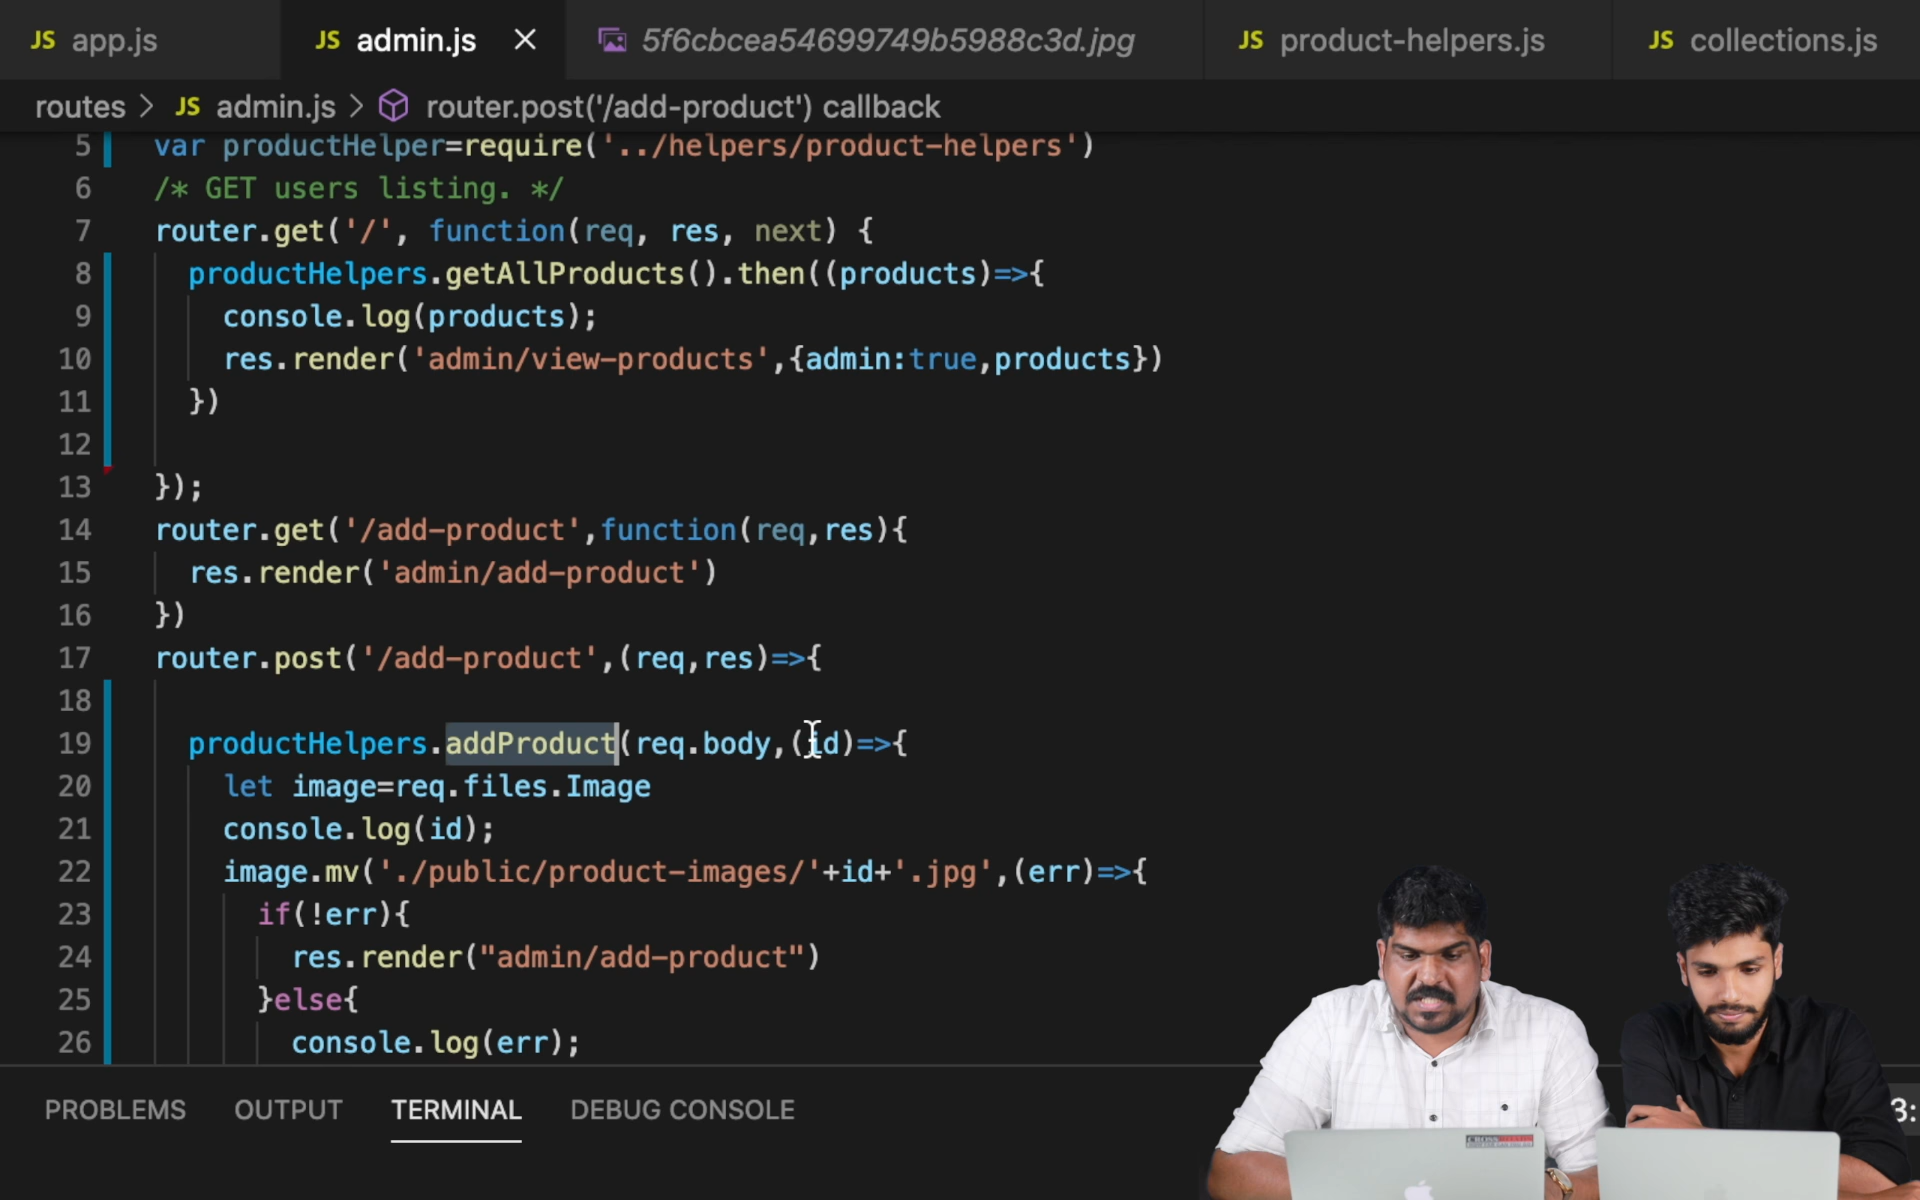 JS app.js
JS admin.js
5f6cbcea54699749b5988c3d.jpg
JS product-helpers.js
JS collections.js
routes > JS admin.js > router.post('/add-product') callback
5 var productHelper=require('../helpers/product-helpers')
6 /* GET users listing. */
7 router.get('/', function(req, res, next) {
8 productHelpers.getAllProducts().then((products)=>{
9 console.log(products);
10 res.render('admin/view-products',{admin:true,products})
11 })
12
13 });
14 router.get('/add-product',function(req,res){
15 res.render('admin/add-product')
16 })
17 router.post('/add-product',(req,res)=>{
18
19 productHelpers.addProduct(req.body,(id)=>{
20 let image=req.files.Image
21 console.log(id);
22 image.mv('./public/product-images/'+id+'.jpg',(err)=>{
23 if(!err){
24 res.render("admin/add-product")
25 }else{
26 console.log(err);
PROBLEMS OUTPUT TERMINAL DEBUG CONSOLE
3: